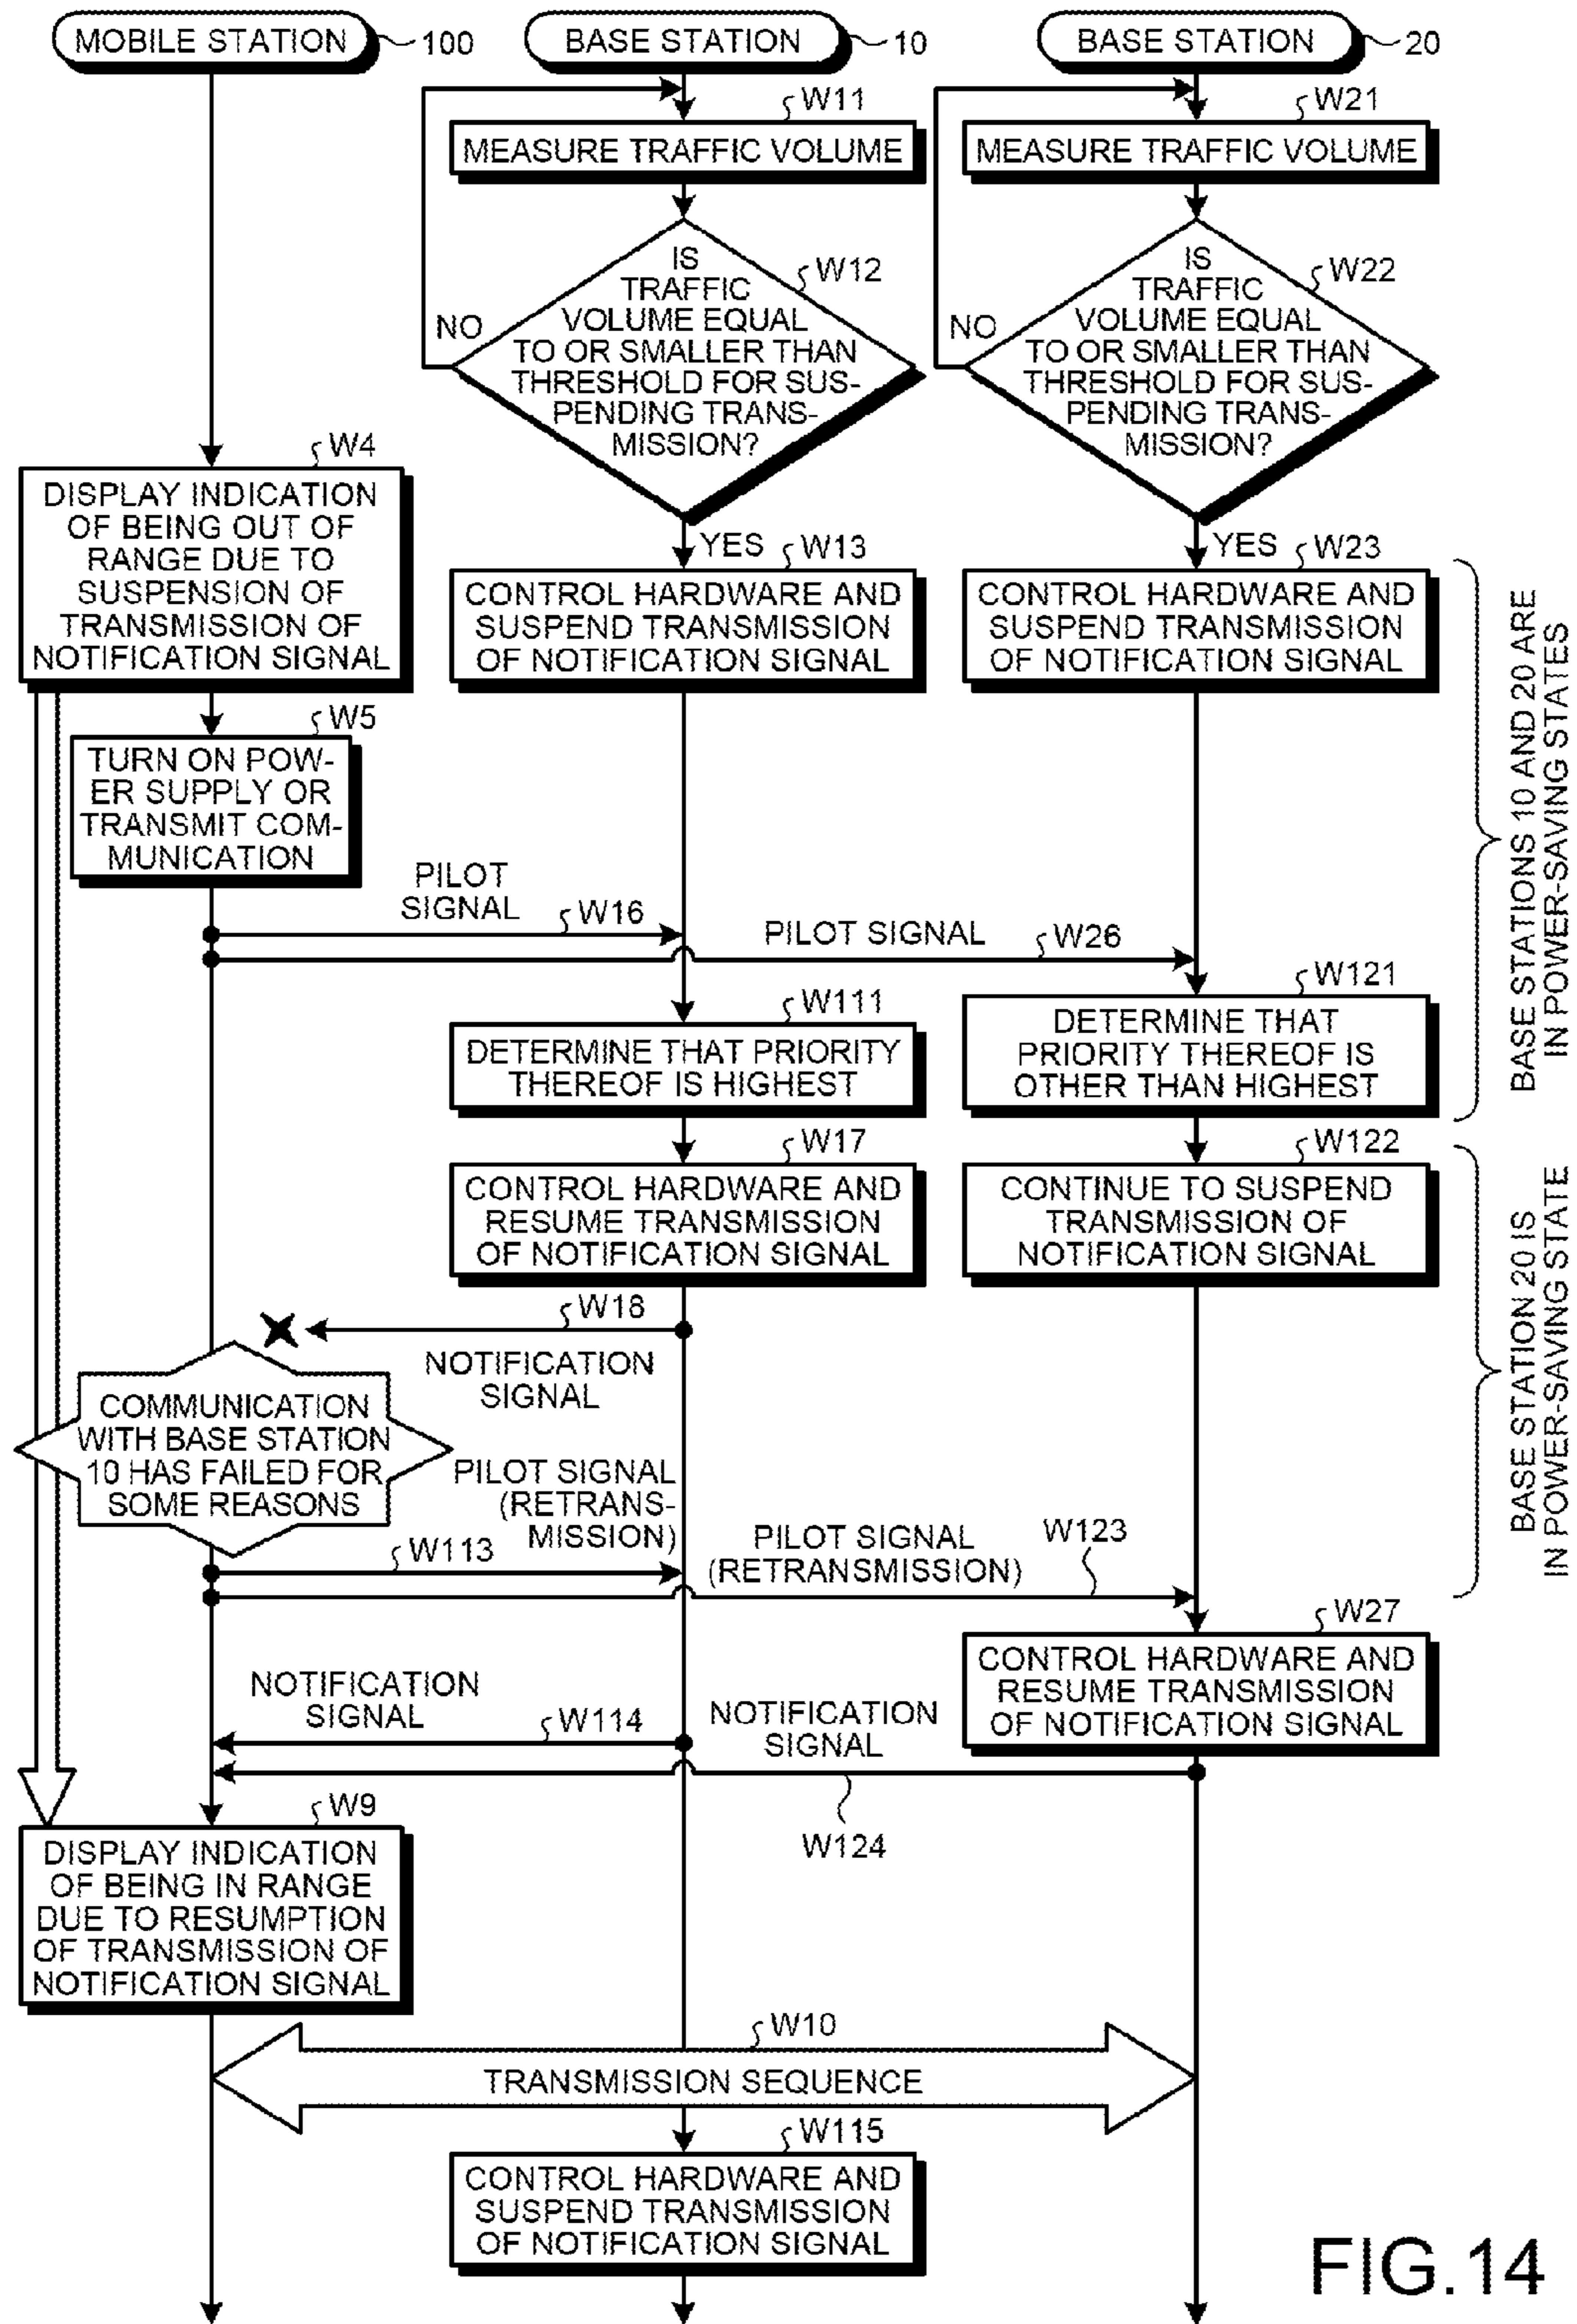 MOBILE STATION
100
BASE STATION
10
BASE STATION
20
W11
MEASURE TRAFFIC VOLUME
W21
MEASURE TRAFFIC VOLUME
W12
IS
TRAFFIC
VOLUME EQUAL
TO OR SMALLER THAN
THRESHOLD FOR SUS-
PENDING TRANS-
MISSION?
NO
YES
W22
IS
TRAFFIC
VOLUME EQUAL
TO OR SMALLER THAN
THRESHOLD FOR SUS-
PENDING TRANS-
MISSION?
NO
YES
W4
DISPLAY INDICATION
OF BEING OUT OF
RANGE DUE TO
SUSPENSION OF
TRANSMISSION OF
NOTIFICATION SIGNAL
W13
CONTROL HARDWARE AND
SUSPEND TRANSMISSION
OF NOTIFICATION SIGNAL
W23
CONTROL HARDWARE AND
SUSPEND TRANSMISSION
OF NOTIFICATION SIGNAL
BASE STATIONS 10 AND 20 ARE
IN POWER-SAVING STATES
W5
TURN ON POW-
ER SUPPLY OR
TRANSMIT COM-
MUNICATION
PILOT
SIGNAL
W16
PILOT SIGNAL
W26
W111
DETERMINE THAT PRIORITY
THEREOF IS HIGHEST
W121
DETERMINE THAT
PRIORITY THEREOF IS
OTHER THAN HIGHEST
W17
CONTROL HARDWARE AND
RESUME TRANSMISSION
OF NOTIFICATION SIGNAL
W122
CONTINUE TO SUSPEND
TRANSMISSION OF
NOTIFICATION SIGNAL
BASE STATION 20 IS
IN POWER-SAVING STATE
W18
NOTIFICATION
SIGNAL
COMMUNICATION
WITH BASE STATION
10 HAS FAILED FOR
SOME REASONS
PILOT SIGNAL
(RETRANS-
MISSION)
W113
PILOT SIGNAL
(RETRANSMISSION)
W123
W27
CONTROL HARDWARE AND
RESUME TRANSMISSION
OF NOTIFICATION SIGNAL
NOTIFICATION
SIGNAL
W114
NOTIFICATION
SIGNAL
W124
W9
DISPLAY INDICATION
OF BEING IN RANGE
DUE TO RESUMPTION
OF TRANSMISSION OF
NOTIFICATION SIGNAL
W10
TRANSMISSION SEQUENCE
W115
CONTROL HARDWARE AND
SUSPEND TRANSMISSION
OF NOTIFICATION SIGNAL
FIG.14